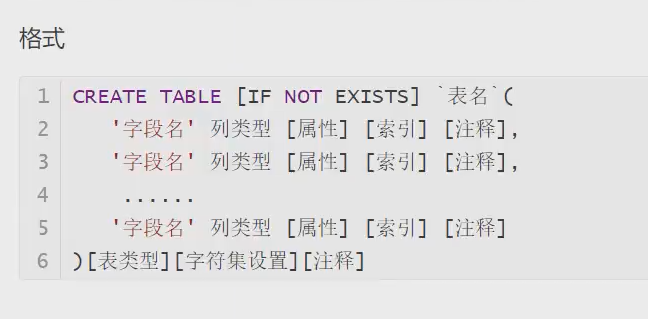 格式
1 CREATE TABLE [IF NOT EXISTS] `表名`(
2 '字段名' 列类型 [属性] [索引] [注释],
3 '字段名' 列类型 [属性] [索引] [注释],
4 ......
5 '字段名' 列类型 [属性] [索引] [注释]
6 )[表类型][字符集设置][注释]